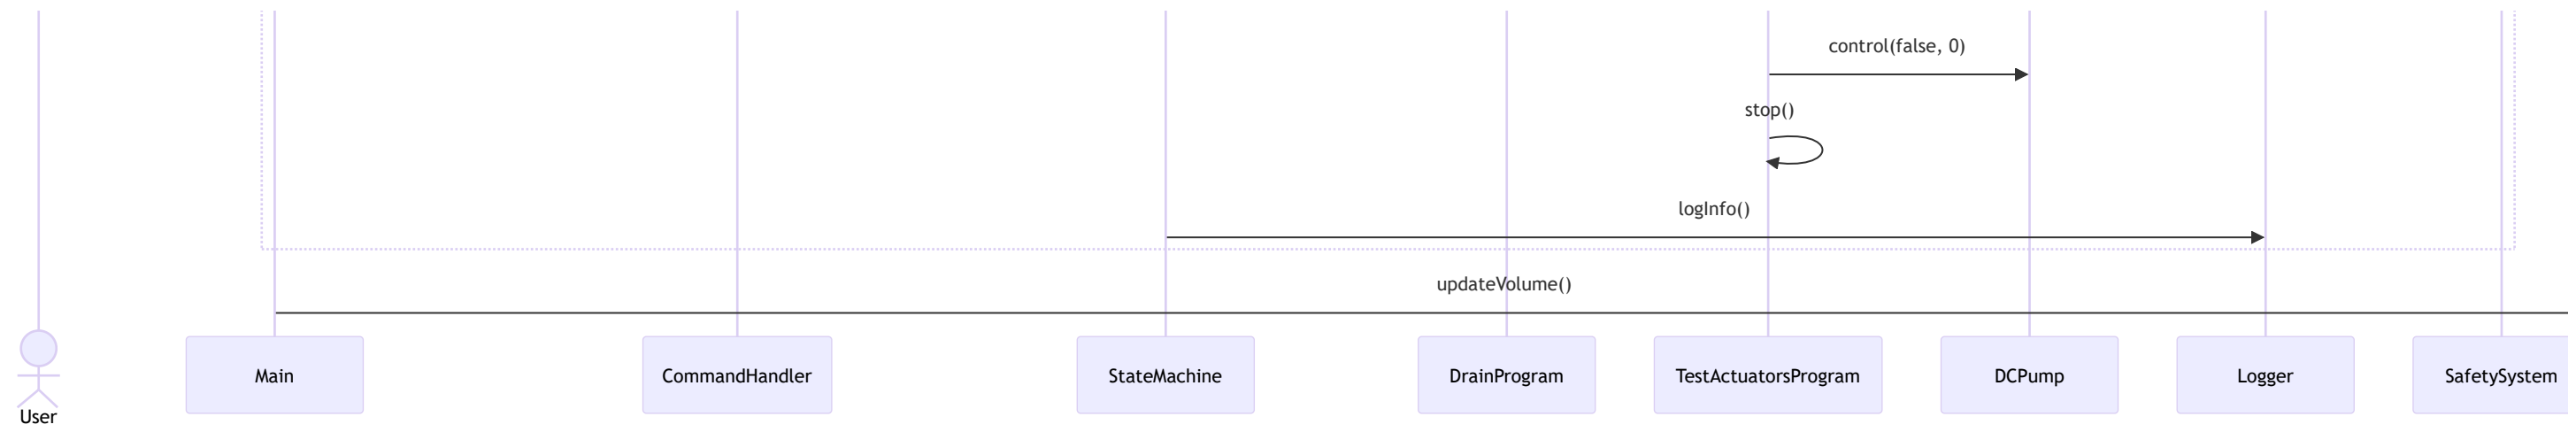 control(false, 0)
stop()
logInfo()
updateVolume()
Main
CommandHandler
StateMachine
DrainProgram
TestActuatorsProgram
DCPump
Logger
SafetySystem
User